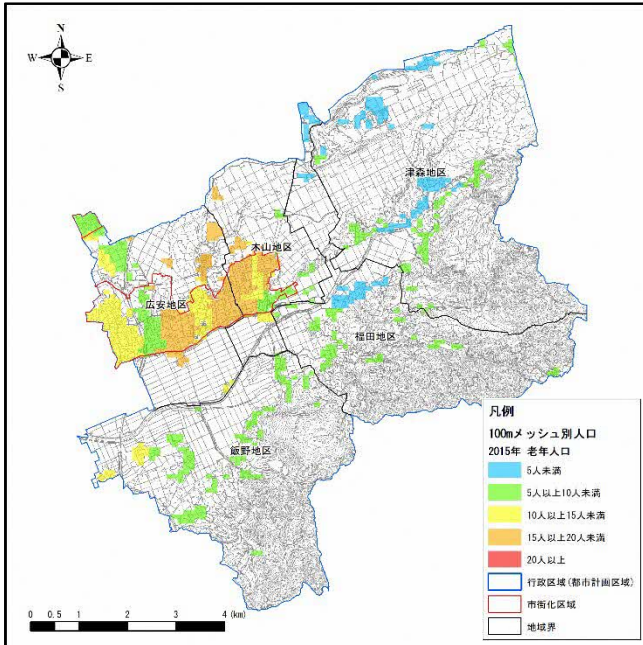 N
W E
S
津森地区
木山地区
広安地区
福田地区
飯野地区
凡例
100mメッシュ別人口
2015年 老年人口
5人未満
5人以上10人未満
10人以上15人未満
15人以上20人未満
20人以上
行政区域(都市計画区域)
市街化区域
地域界
0 0.5 1 2 3 4 (km)